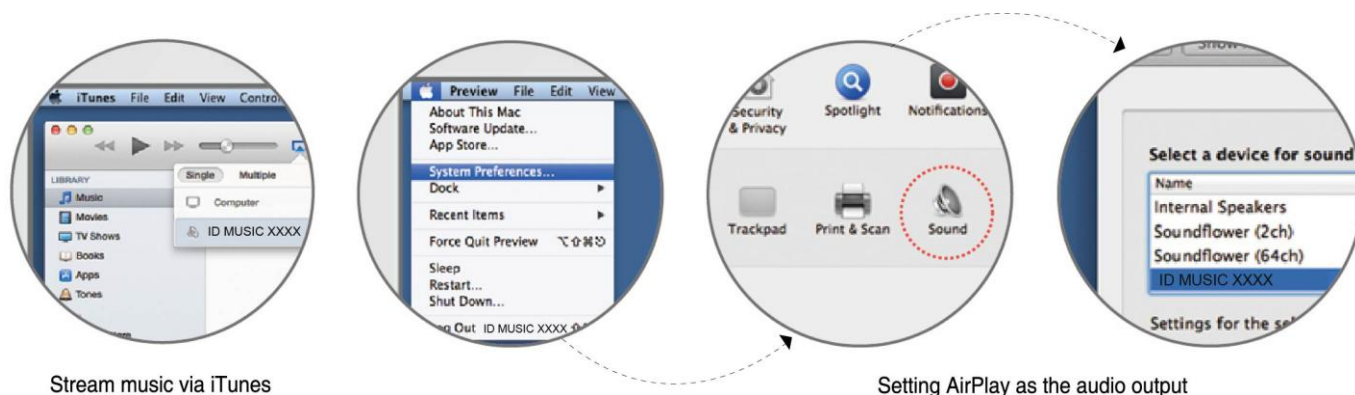 iTunes File Edit View
Single Multiple
LIBRARY
Music
Computer
Movies
TV Shows
ID MUSIC XXXX
Books
Apps
Tones
Stream music via iTunes
Preview File Edit View
About This Mac
Software Update...
App Store...
System Preferences...
Dock
Recent Items
Force Quit Preview ⌥⇧⌘⎋
Sleep
Restart...
Shut Down...
Out ID MUSIC XXXX
Security
& Privacy
Spotlight
Notifications
Trackpad
Print & Scan
Sound
Select a device for sound
Name
Internal Speakers
Soundflower (2ch)
Soundflower (64ch)
ID MUSIC XXXX
Settings for the
Setting AirPlay as the audio output